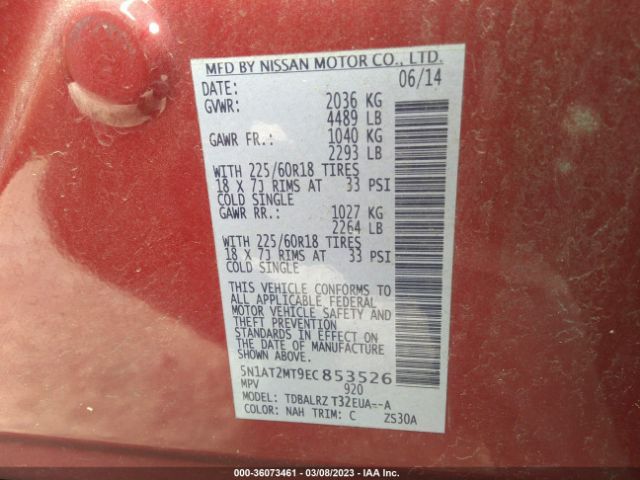 MFD BY NISSAN MOTOR CO., LTD.
DATE: 06/14
GVWR: 2036 KG
4489 LB
GAWR FR.: 1040 KG
2293 LB
WITH 225/60R18 TIRES
18 X 7J RIMS AT 33 PSI
COLD SINGLE
GAWR RR.: 1027 KG
2264 LB
WITH 225/60R18 TIRES
18 X 7J RIMS AT 33 PSI
COLD SINGLE
THIS VEHICLE CONFORMS TO
ALL APPLICABLE FEDERAL
MOTOR VEHICLE SAFETY AND
THEFT PREVENTION
STANDARDS IN EFFECT ON
THE DATE OF MANUFACTURE
SHOWN ABOVE.
5N1AT2MT9EC853526
MPV 920
MODEL: TDBALRZ T32EUA=-A
COLOR: NAH TRIM: C ZS30A
000-36073461 - 03/08/2023 - IAAI.COM